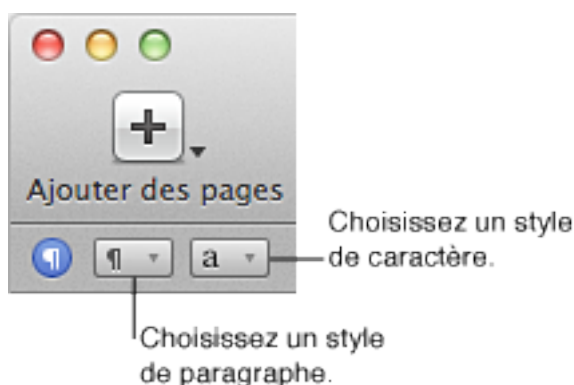 Ajouter des pages
¶ ¶ a
Choisissez un style
de caractère.
Choisissez un style
de paragraphe.